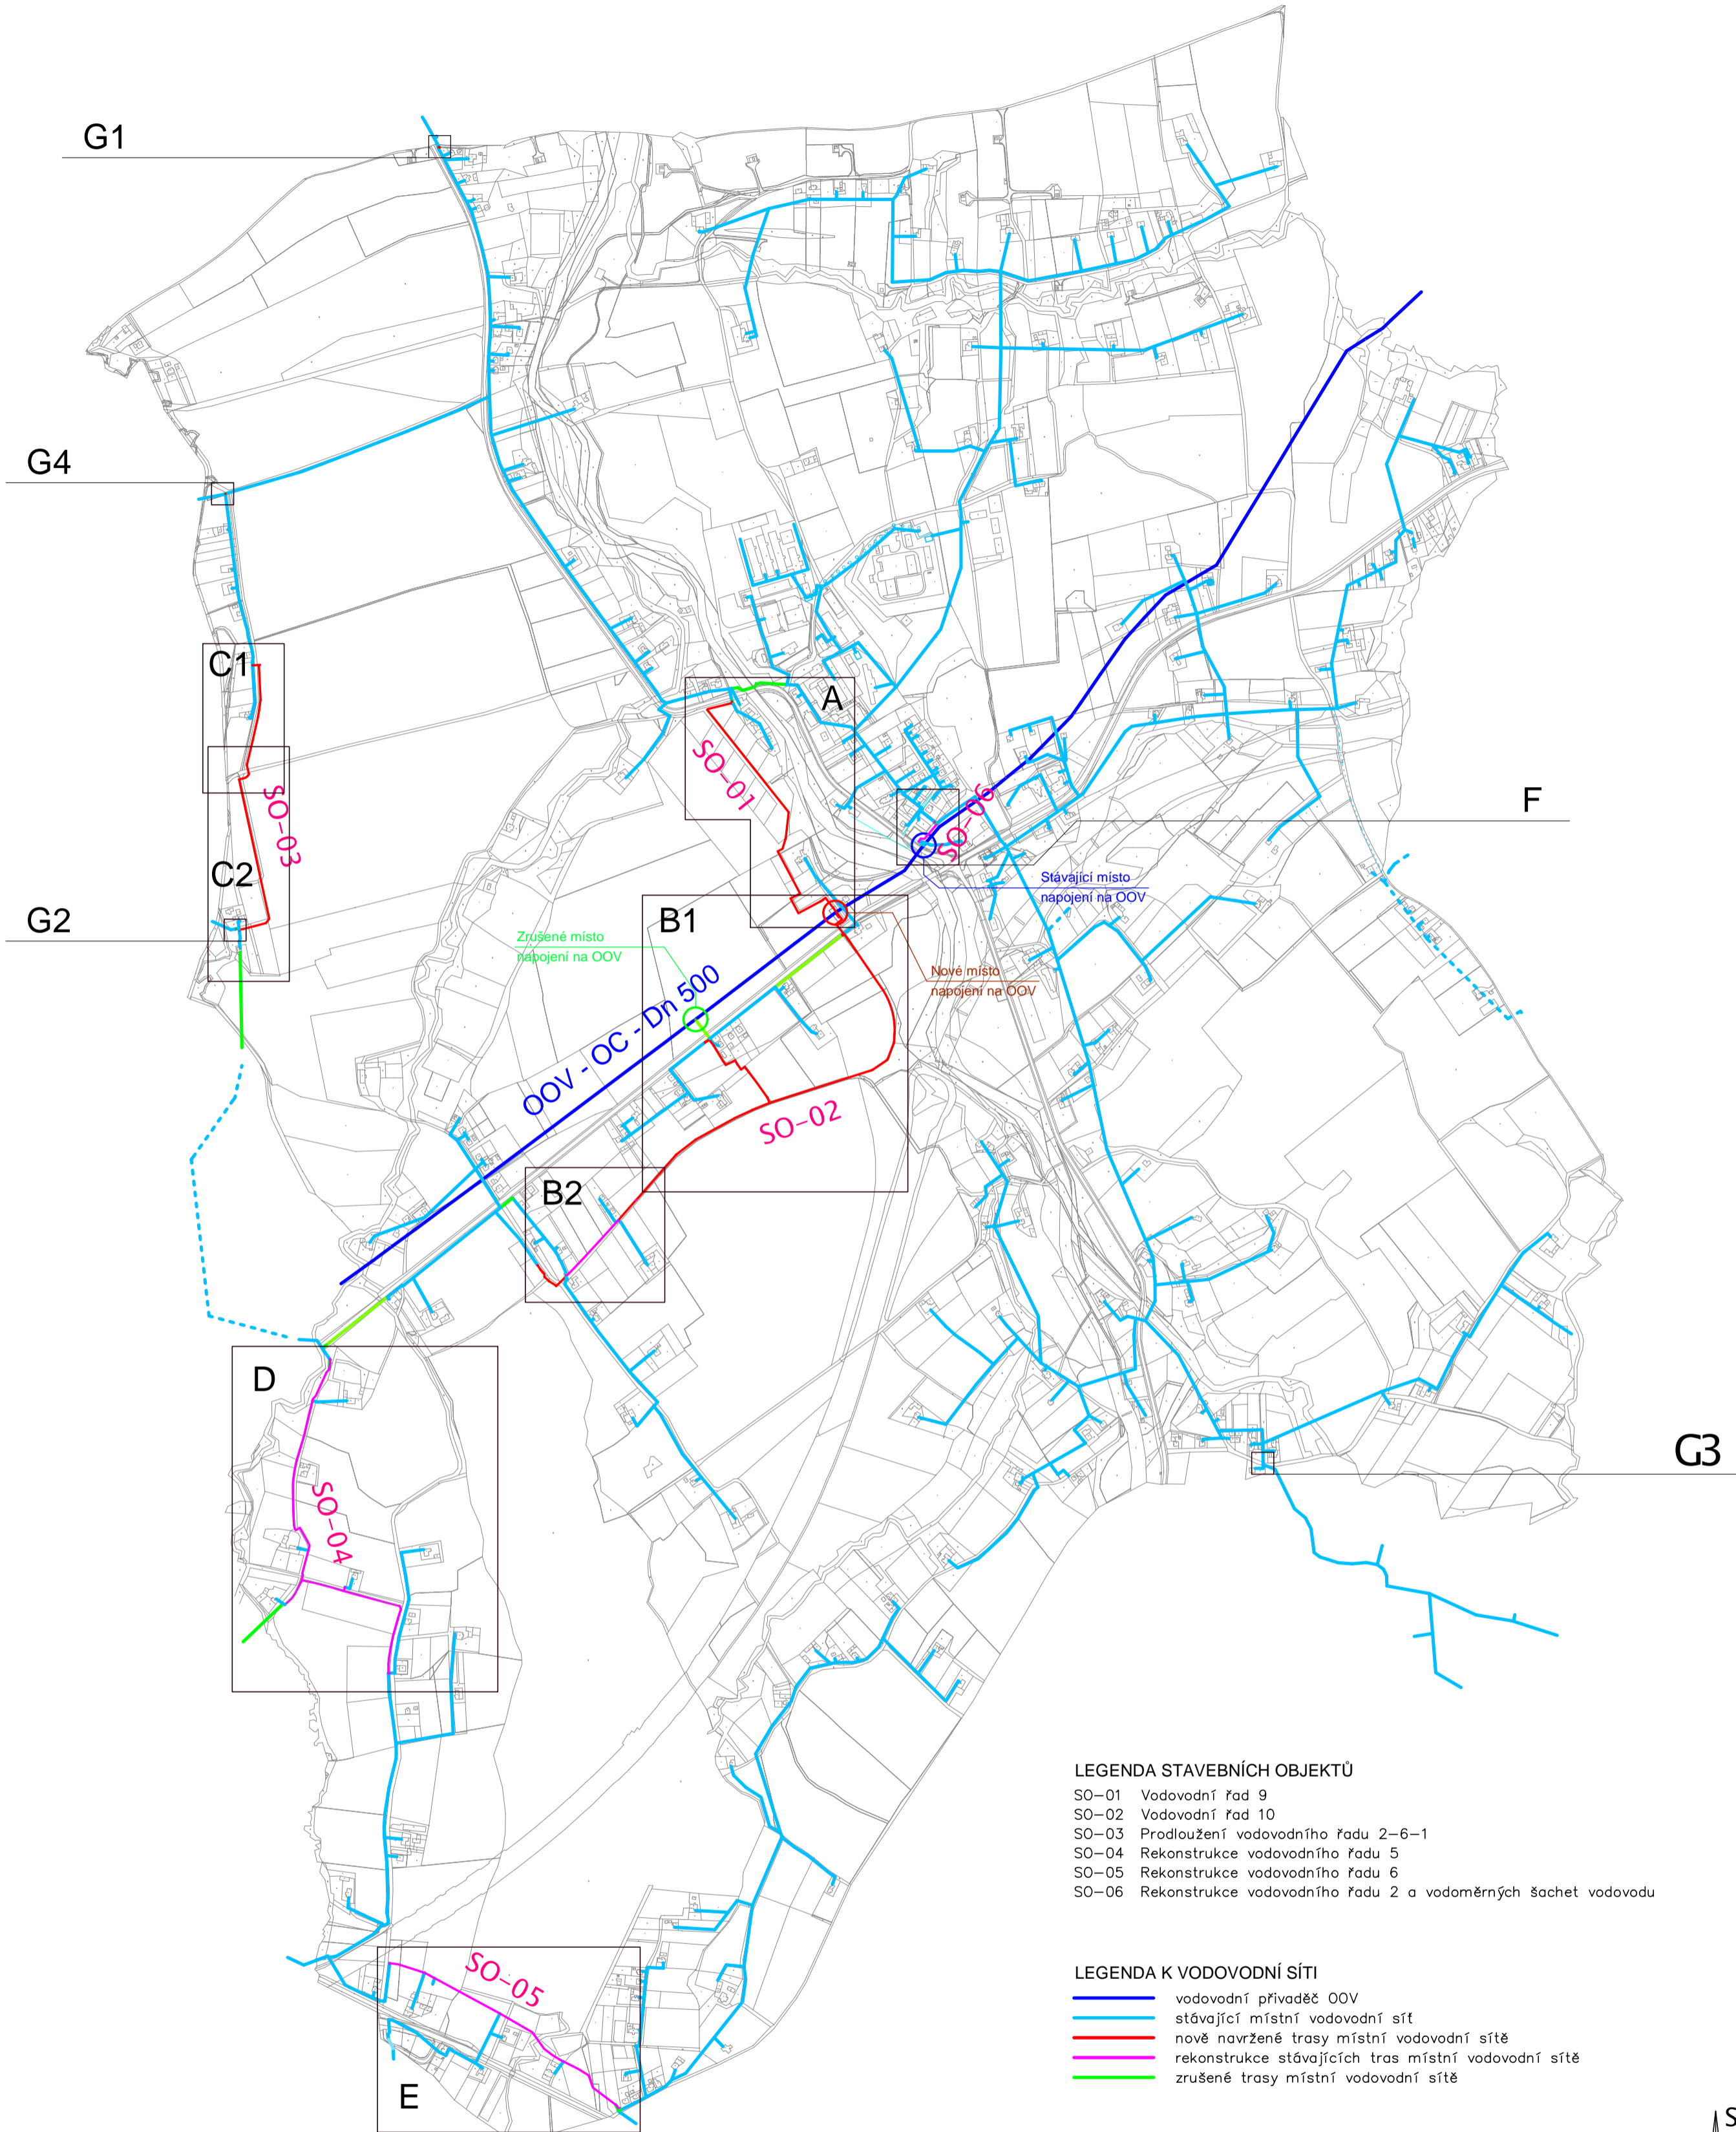 G1
G4
C1
A
SO-01
SO-06
F
SO-03
C2
Stávající místo
napojení na OOV
G2
B1
Zrušené místo
napojení na OOV
Nové místo
napojení na OOV
OOV - OC - Dn 500
SO-02
B2
D
G3
SO-04
LEGENDA STAVEBNÍCH OBJEKTŮ
SO-01 Vodovodní řad 9
SO-02 Vodovodní řad 10
SO-03 Prodloužení vodovodního řadu 2-6-1
SO-04 Rekonstrukce vodovodního řadu 5
SO-05 Rekonstrukce vodovodního řadu 6
SO-06 Rekonstrukce vodovodního řadu 2 a vodoměrných šachet vodovodu
SO-05
E
LEGENDA K VODOVODNÍ SÍTI
vodovodní přivaděč OOV
stávající místní vodovodní síť
nově navržené trasy místní vodovodní sítě
rekonstrukce stávajících tras místní vodovodní sítě
zrušené trasy místní vodovodní sítě
S